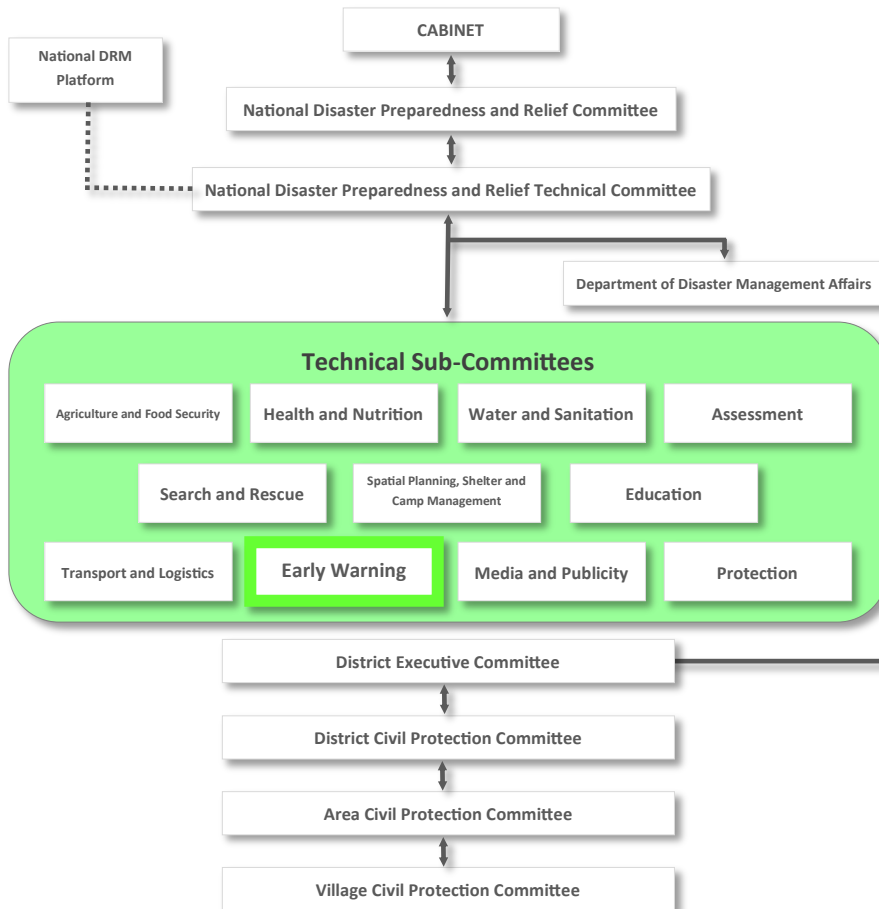 CABINET
National DRM
Platform
National Disaster Preparedness and Relief Committee
National Disaster Preparedness and Relief Technical Committee
Department of Disaster Management Affairs
Technical Sub-Committees
Agriculture and Food Security
Health and Nutrition
Water and Sanitation
Assessment
Search and Rescue
Spatial Planning, Shelter and
Camp Management
Education
Transport and Logistics
Early Warning
Media and Publicity
Protection
District Executive Committee
District Civil Protection Committee
Area Civil Protection Committee
Village Civil Protection Committee